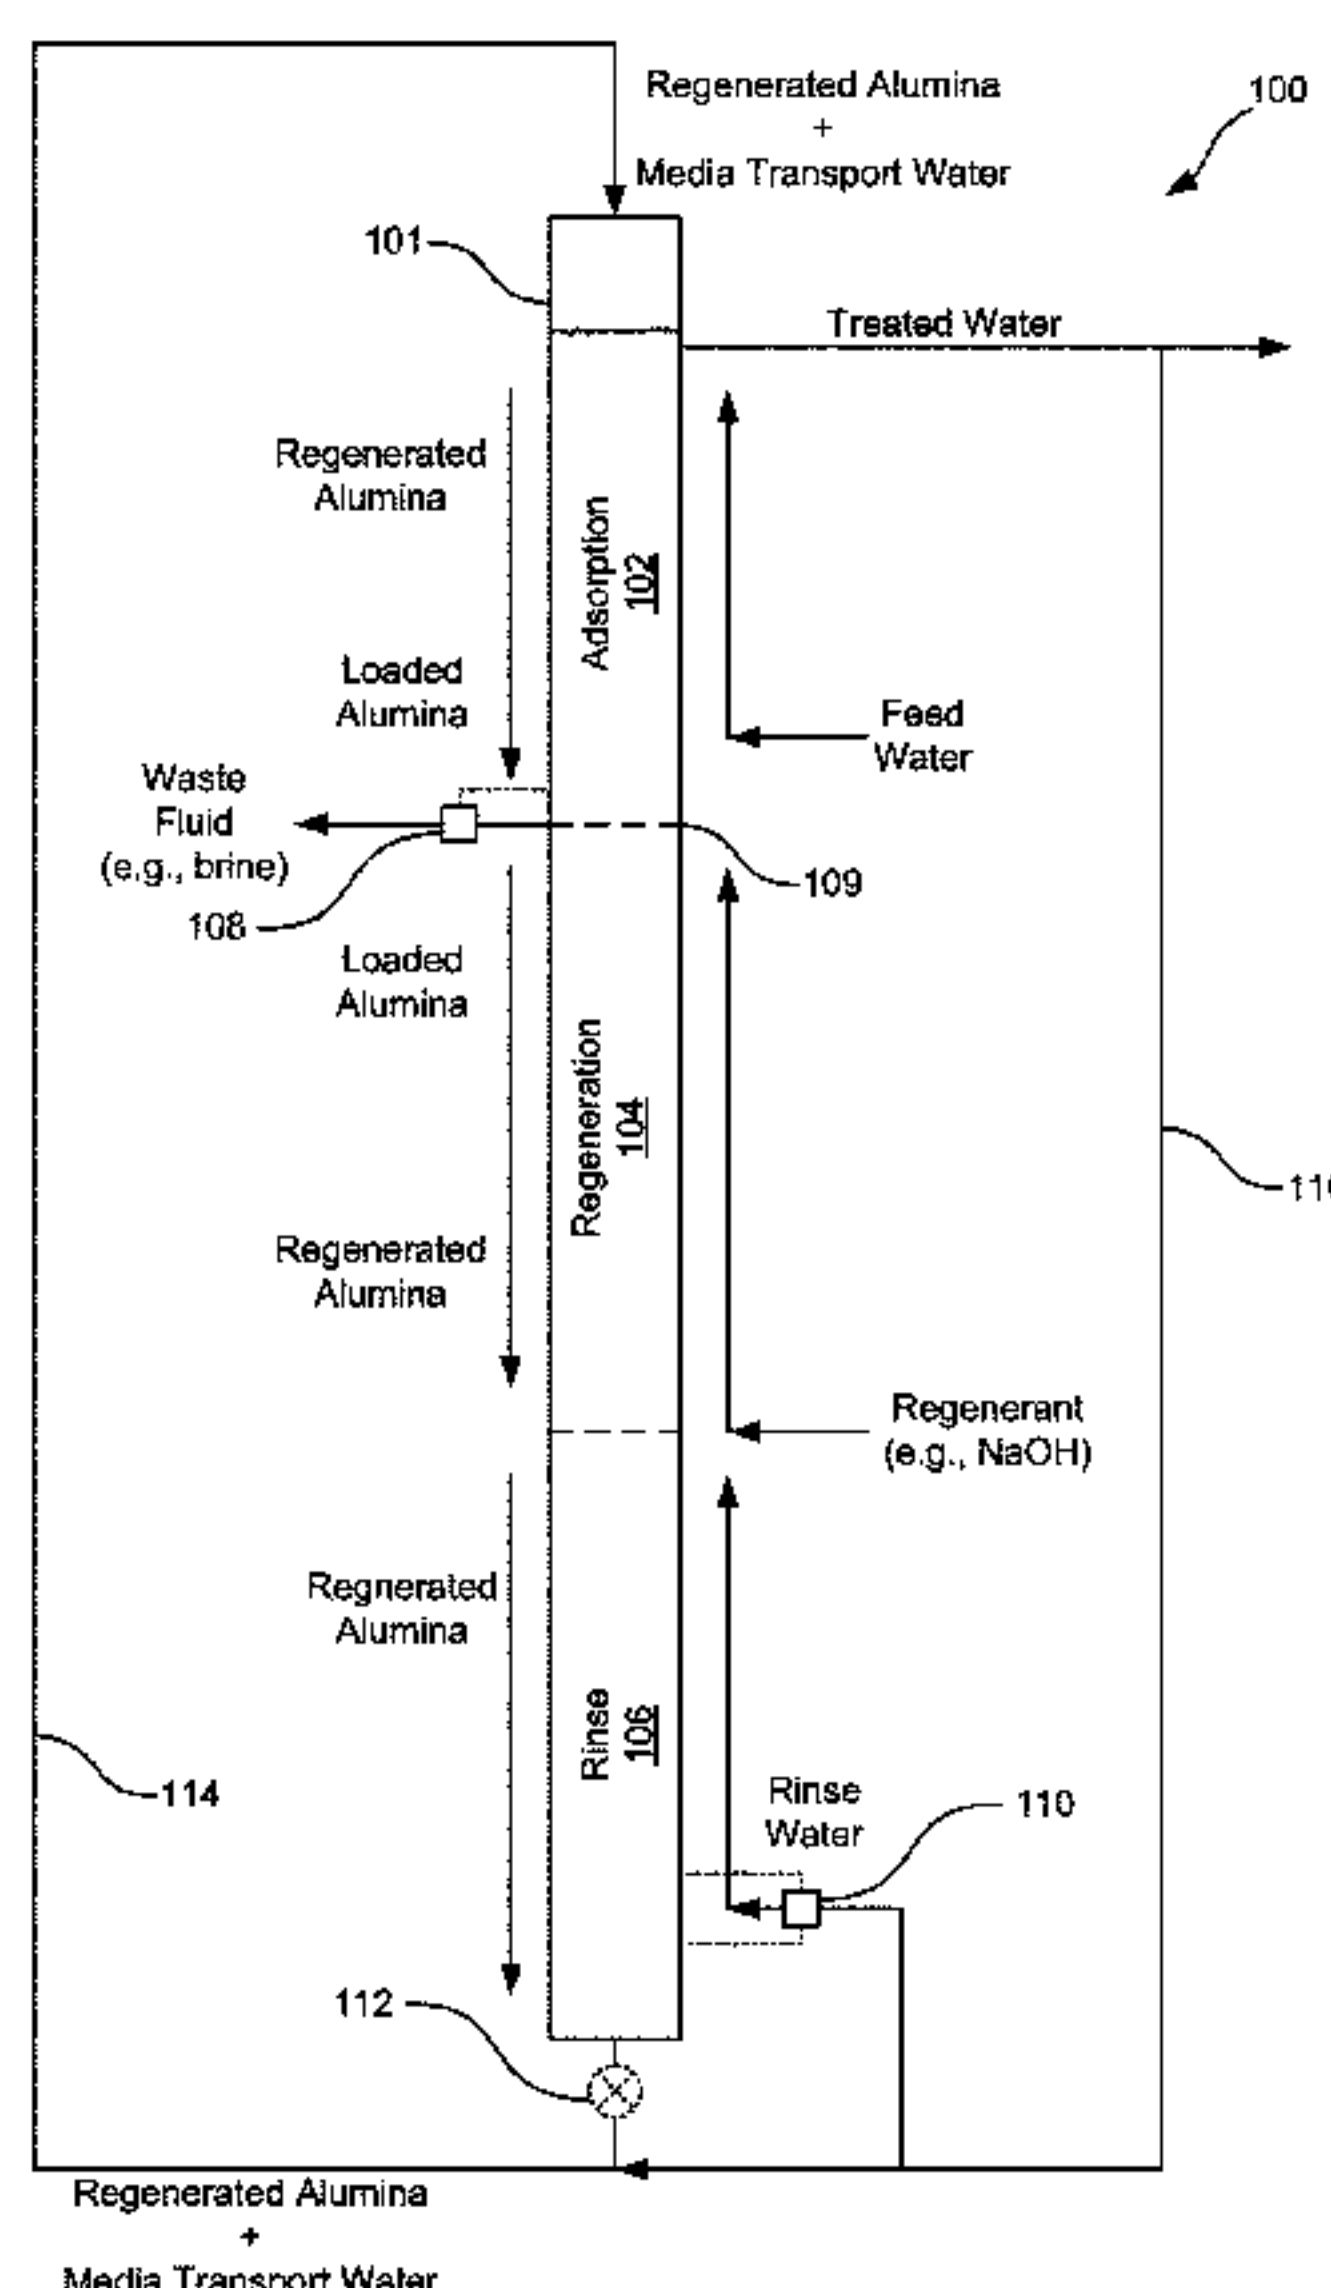 Regenerated Alumina
+
Media Transport Water
100
101
Treated Water
Regenerated
Alumina
Adsorption
102
Loaded
Alumina
Feed
Water
Waste
Fluid
(e.g., brine)
109
108
Loaded
Alumina
Regeneration
104
11
Regenerated
Alumina
Regenerant
(e.g., NaOH)
Regnerated
Alumina
Rinse
106
Rinse
Water
110
114
112
Regenerated Alumina
+
Media Transport Water